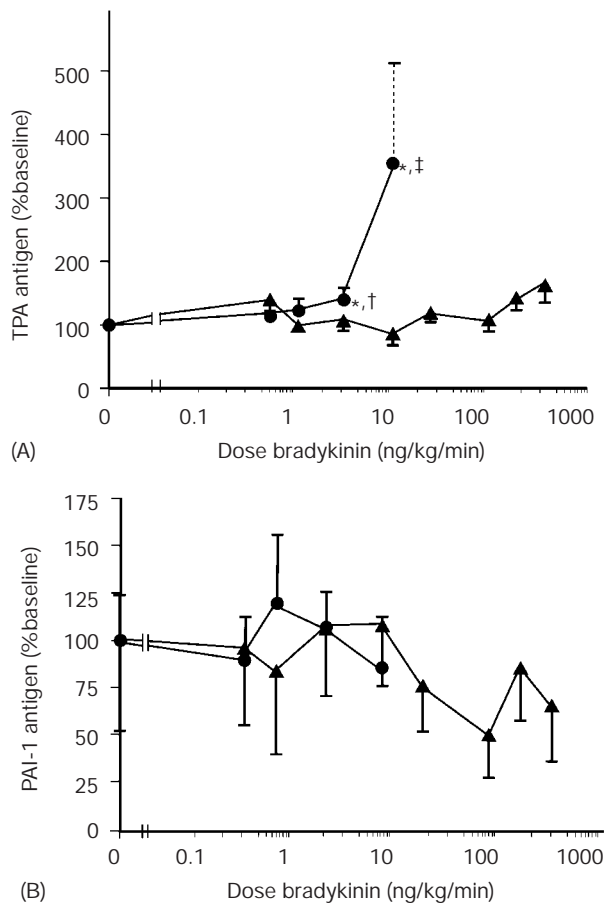 TPA antigen (%baseline)
500
400
300
200
100
0
*,‡
*,†
0 0.1 1 10 100 1000
(A) Dose bradykinin (ng/kg/min)
PAI-1 antigen (%baseline)
175
150
125
100
75
50
25
0
0 0.1 1 10 100 1000
(B) Dose bradykinin (ng/kg/min)